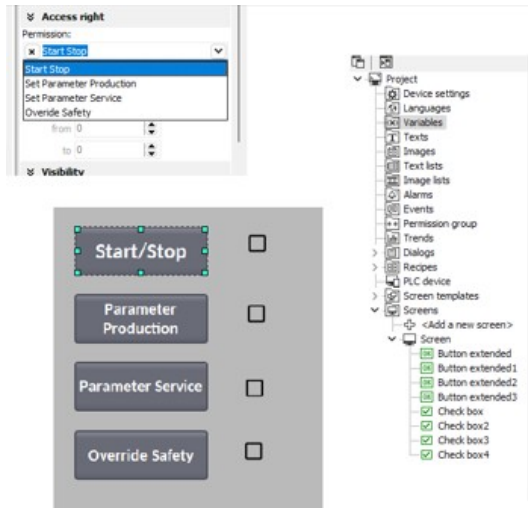 Access right
Permission:
Start Stop
Start Stop
Set Parameter Production
Set Parameter Service
Overide Safety
from 0
to 0
Visibility
Start/Stop
Parameter
Production
Parameter Service
Override Safety
Project
Device settings
Languages
Variables
Texts
Images
Text lists
Image lists
Alarms
Events
Permission group
Trends
Dialogs
Recipes
PLC device
Screen templates
Screens
<Add a new screen>
Screen
Button extended
Button extended1
Button extended2
Button extended3
Check box
Check box2
Check box3
Check box4